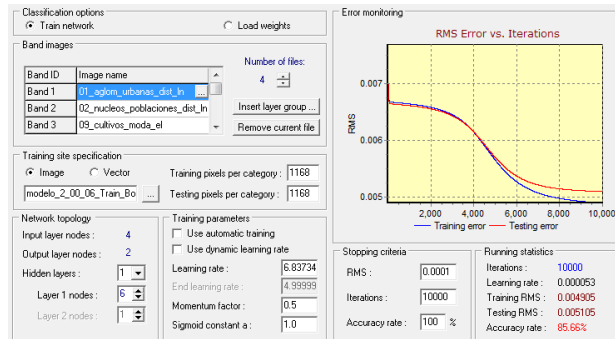 Classification options
Train network
Load weights
Band images
Number of files:
4
Band ID Image name
Band 1 01_aglom_urbanas_dist_ln ...
Band 2 02_nucleos_poblaciones_dist_ln
Band 3 09_cultivos_moda_el
Insert layer group ...
Remove current file
Training site specification
Image
Vector
modelo_2_00_06_Train_Bo ...
Training pixels per category : 1168
Testing pixels per category : 1168
Network topology
Input layer nodes : 4
Output layer nodes : 2
Hidden layers : 1
Layer 1 nodes : 6
Layer 2 nodes : 1
Training parameters
Use automatic training
Use dynamic learning rate
Learning rate : 6.83734
End learning rate : 4.99999
Momentum factor : 0.5
Sigmoid constant a : 1.0
Error monitoring
RMS Error vs. Iterations
RMS
0.007
0.006
0.005
2,000 4,000 6,000 8,000 10,000
Training error Testing error
Stopping criteria
RMS : 0.0001
Iterations : 10000
Accuracy rate : 100 %
Running statistics
Iterations : 10000
Learning rate : 0.000053
Training RMS : 0.004905
Testing RMS : 0.005105
Accuracy rate : 85.66%